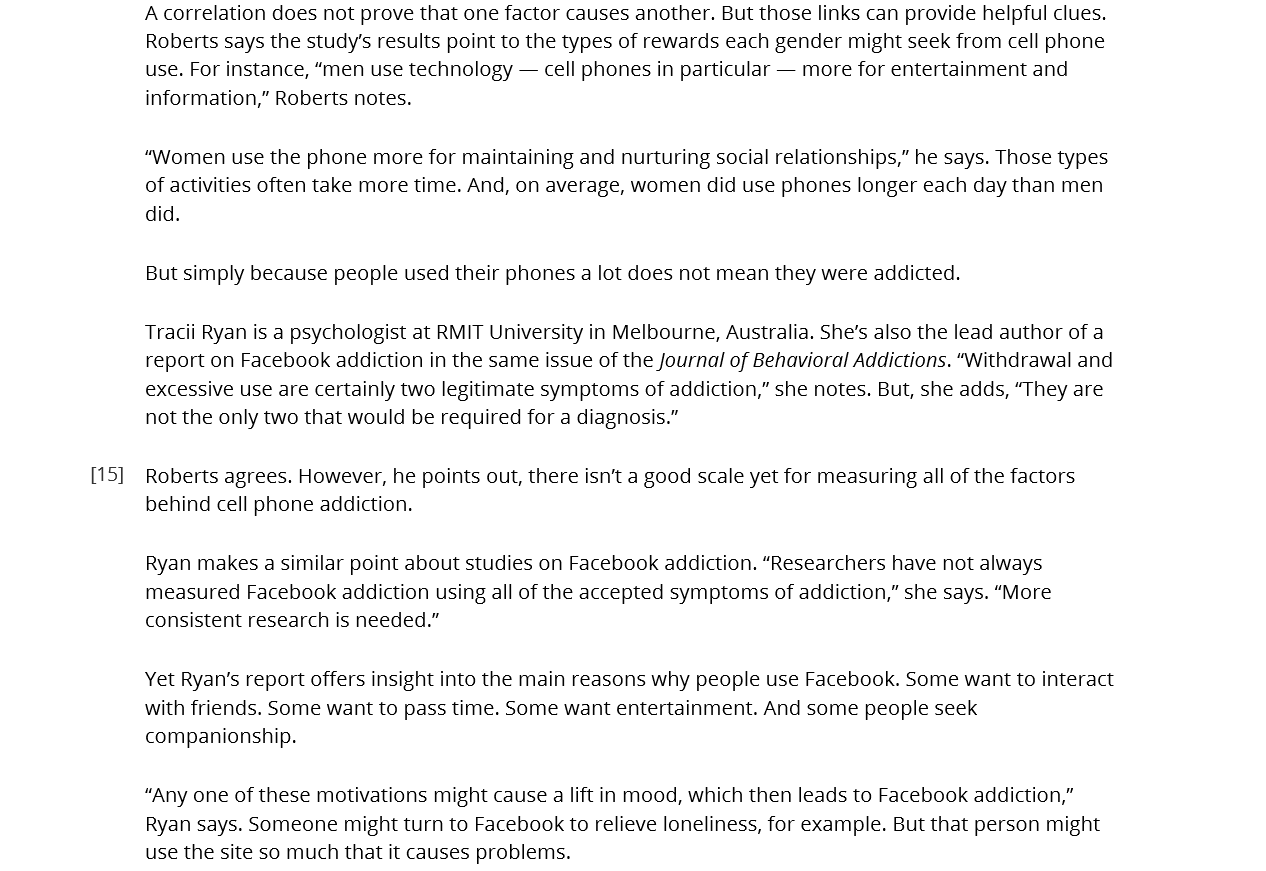 A correlation does not prove that one factor causes another. But those links can provide helpful clues.
Roberts says the study’s results point to the types of rewards each gender might seek from cell phone
use. For instance, “men use technology — cell phones in particular — more for entertainment and
information,” Roberts notes.
“Women use the phone more for maintaining and nurturing social relationships,” he says. Those types
of activities often take more time. And, on average, women did use phones longer each day than men
did.
But simply because people used their phones a lot does not mean they were addicted.
Tracii Ryan is a psychologist at RMIT University in Melbourne, Australia. She’s also the lead author of a
report on Facebook addiction in the same issue of the Journal of Behavioral Addictions. “Withdrawal and
excessive use are certainly two legitimate symptoms of addiction,” she notes. But, she adds, “They are
not the only two that would be required for a diagnosis.”
[15] Roberts agrees. However, he points out, there isn’t a good scale yet for measuring all of the factors
behind cell phone addiction.
Ryan makes a similar point about studies on Facebook addiction. “Researchers have not always
measured Facebook addiction using all of the accepted symptoms of addiction,” she says. “More
consistent research is needed.”
Yet Ryan’s report offers insight into the main reasons why people use Facebook. Some want to interact
with friends. Some want to pass time. Some want entertainment. And some people seek
companionship.
“Any one of these motivations might cause a lift in mood, which then leads to Facebook addiction,”
Ryan says. Someone might turn to Facebook to relieve loneliness, for example. But that person might
use the site so much that it causes problems.